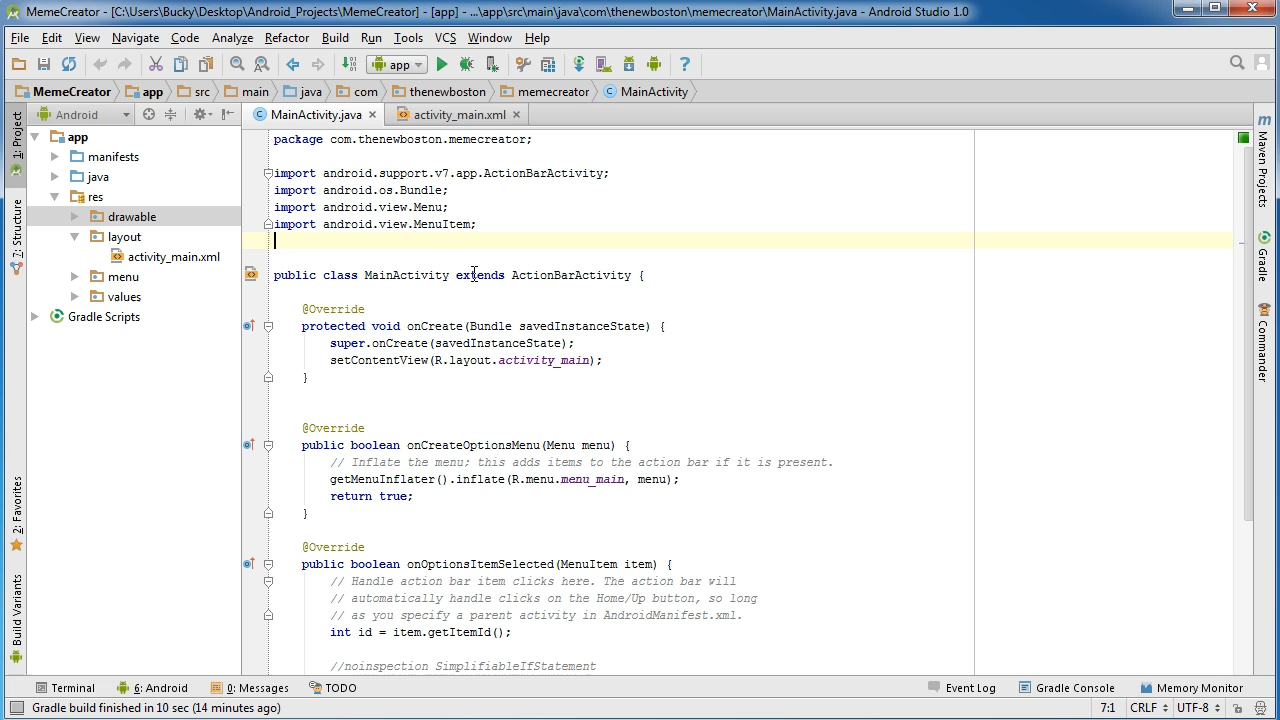 MemeCreator - [C:\Users\Bucky\Desktop\Android_Projects\MemeCreator] - [app] - ...\app\src\main\java\com\thenewboston\memecreator\MainActivity.java - Android Studio 1.0
File Edit View Navigate Code Analyze Refactor Build Run Tools VCS Window Help
app
MemeCreator app src main java com thenewboston memecreator MainActivity
Android
MainActivity.java activity_main.xml
1: Project
7: Structure
2: Favorites
Build Variants
app
manifests
java
res
drawable
layout
activity_main.xml
menu
values
Gradle Scripts
package com.thenewboston.memecreator;
import android.support.v7.app.ActionBarActivity;
import android.os.Bundle;
import android.view.Menu;
import android.view.MenuItem;
public class MainActivity extends ActionBarActivity {
@Override
protected void onCreate(Bundle savedInstanceState) {
super.onCreate(savedInstanceState);
setContentView(R.layout.activity_main);
}
@Override
public boolean onCreateOptionsMenu(Menu menu) {
// Inflate the menu; this adds items to the action bar if it is present.
getMenuInflater().inflate(R.menu.menu_main, menu);
return true;
}
@Override
public boolean onOptionsItemSelected(MenuItem item) {
// Handle action bar item clicks here. The action bar will
// automatically handle clicks on the Home/Up button, so long
// as you specify a parent activity in AndroidManifest.xml.
int id = item.getItemId();
//noinspection SimplifiableIfStatement
Maven Projects
Gradle
Commander
Terminal 6: Android 0: Messages TODO Event Log Gradle Console Memory Monitor
Gradle build finished in 10 sec (14 minutes ago) 7:1 CRLF UTF-8